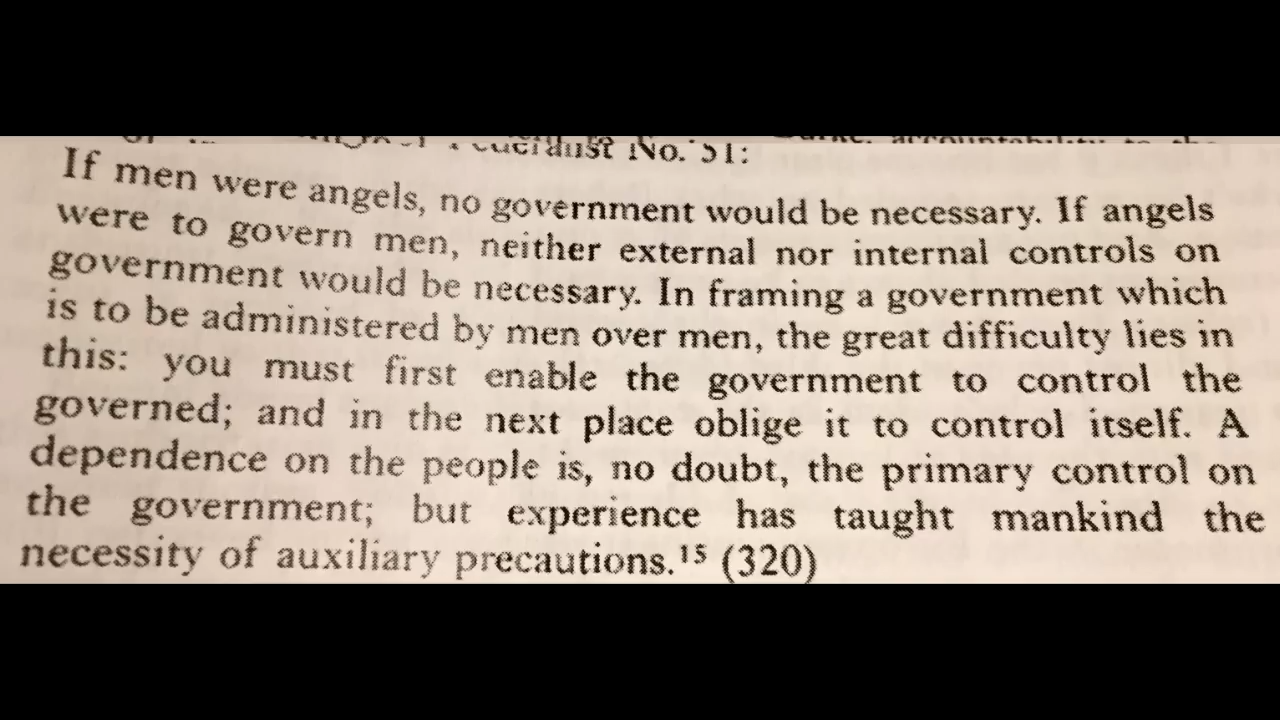 No. 51:
If men were angels, no government would be necessary. If angels
were to govern men, neither external nor internal controls on
government would be necessary. In framing a government which
is to be administered by men over men, the great difficulty lies in
this: you must first enable the government to control the
governed; and in the next place oblige it to control itself. A
dependence on the people is, no doubt, the primary control on
the government; but experience has taught mankind the
necessity of auxiliary precautions.¹⁵ (320)